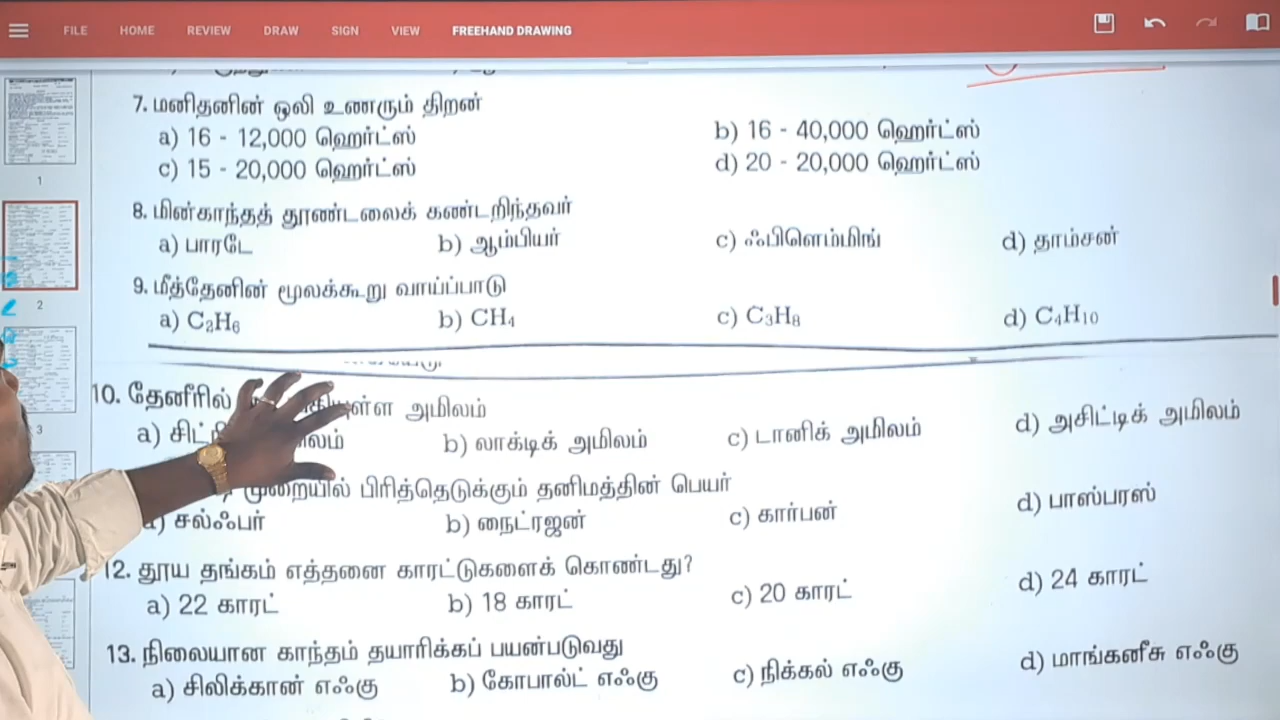 FILE HOME REVIEW DRAW SIGN VIEW FREEHAND DRAWING
7. மனிதனின் ஒலி உணரும் திறன்
a) 16 - 12,000 ஹெர்ட்ஸ் b) 16 - 40,000 ஹெர்ட்ஸ்
c) 15 - 20,000 ஹெர்ட்ஸ் d) 20 - 20,000 ஹெர்ட்ஸ்
8. மின்காந்தத் தூண்டலைக் கண்டறிந்தவர்
a) பாரடே b) ஆம்பியர் c) ஃபிளெம்மிங் d) தாம்சன்
9. மீத்தேனின் மூலக்கூறு வாய்ப்பாடு
a) C₂H₆ b) CH₄ c) C₃H₈ d) C₄H₁₀
10. தேனீரில் அமிலம்
a) b) லாக்டிக் அமிலம் c) டானிக் அமிலம் d) அசிட்டிக் அமிலம்
முறையில் பிரித்தெடுக்கும் தனிமத்தின் பெயர்
a) சல்ஃபர் b) நைட்ரஜன் c) கார்பன் d) பாஸ்பரஸ்
12. தூய தங்கம் எத்தனை காரட்டுகளைக் கொண்டது?
a) 22 காரட் b) 18 காரட் c) 20 காரட் d) 24 காரட்
13. நிலையான காந்தம் தயாரிக்கப் பயன்படுவது
a) சிலிக்கான் எஃகு b) கோபால்ட் எஃகு c) நிக்கல் எஃகு d) மாங்கனீசு எஃகு
1
2
3